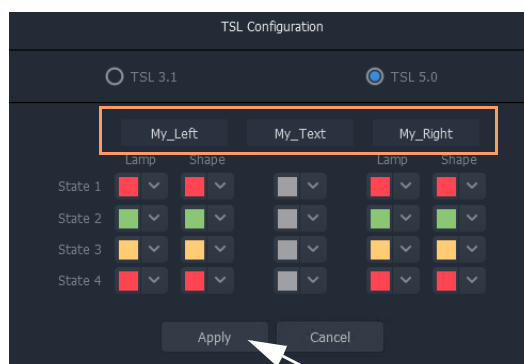 TSL Configuration
TSL 3.1 TSL 5.0
My_Left My_Text My_Right
Lamp Shape Lamp Shape
State 1
State 2
State 3
State 4
Apply Cancel